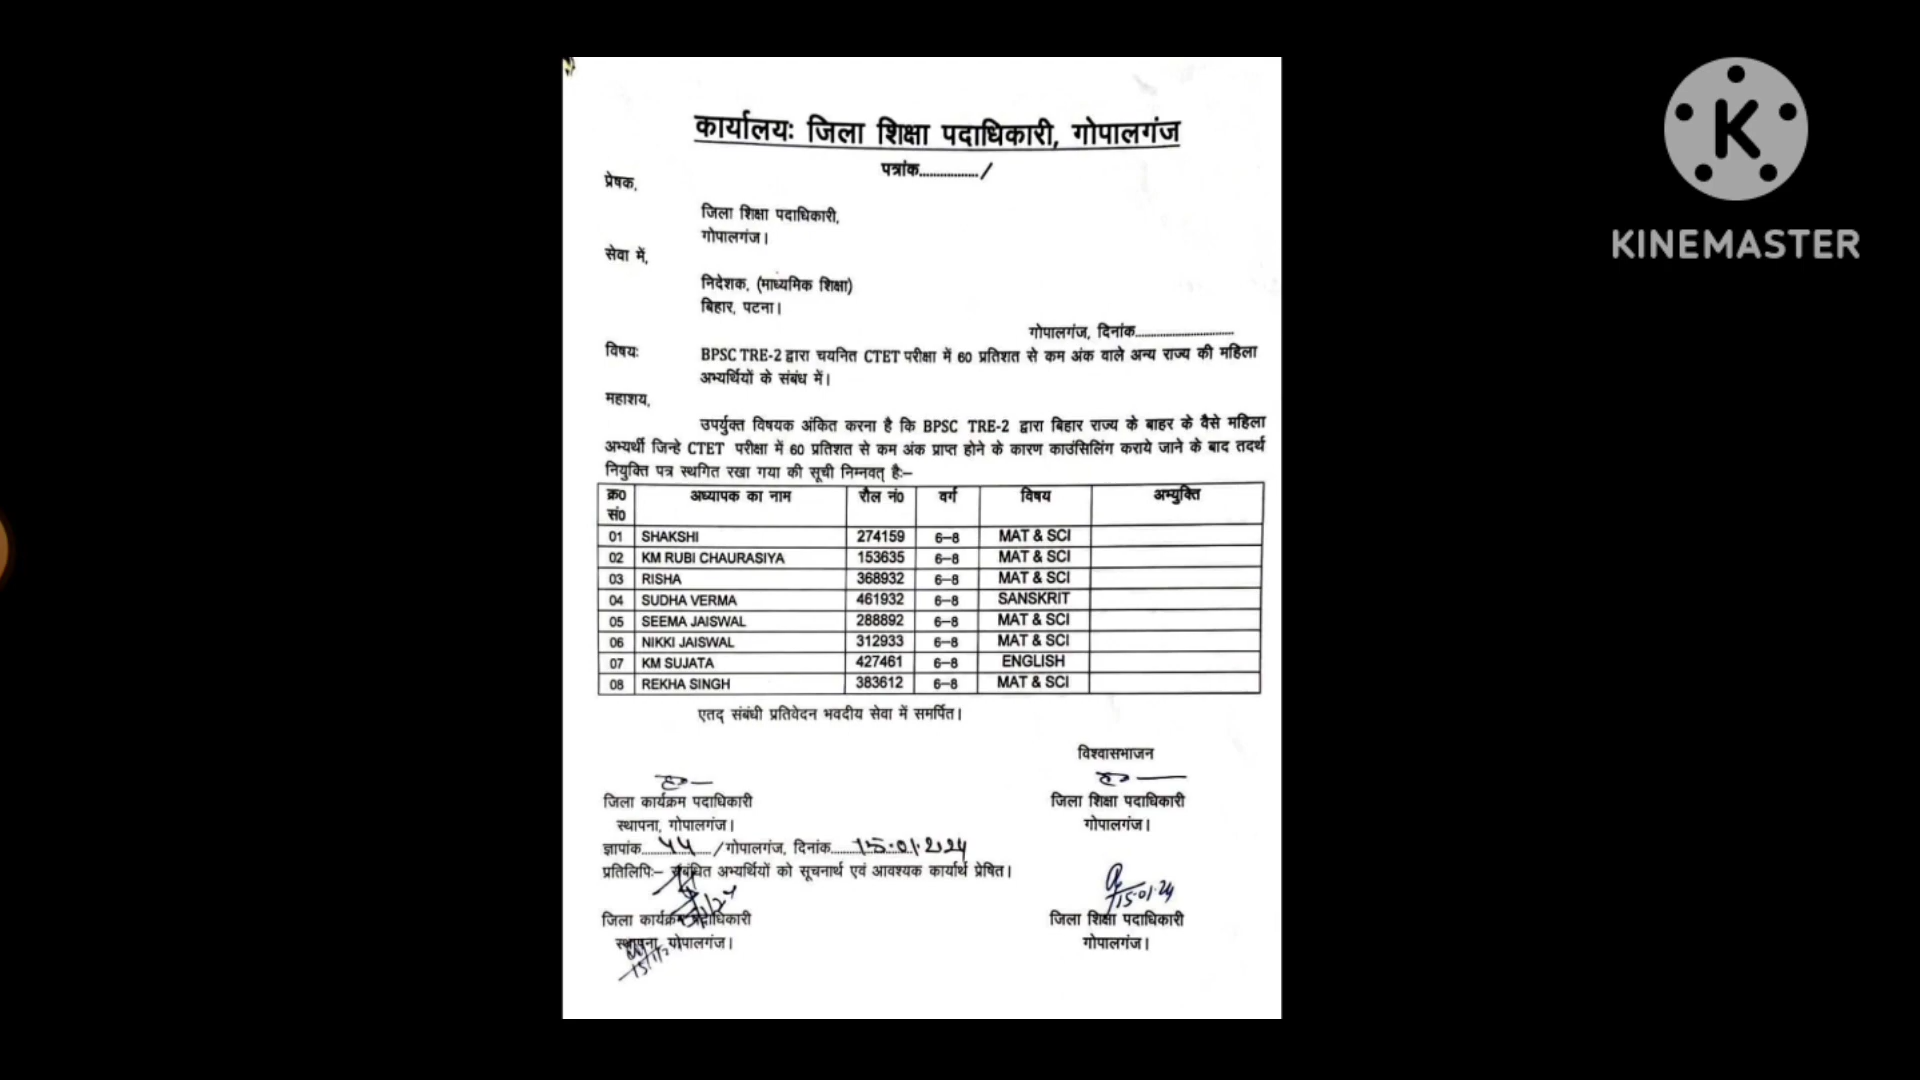 कार्यालयः जिला शिक्षा पदाधिकारी, गोपालगंज
पत्रांक................./
प्रेषक,
जिला शिक्षा पदाधिकारी,
गोपालगंज।
सेवा में,
निदेशक, (माध्यमिक शिक्षा)
बिहार, पटना।
गोपालगंज, दिनांक.............................
विषयः BPSC TRE-2 द्वारा चयनित CTET परीक्षा में 60 प्रतिशत से कम अंक वाले अन्य राज्य की महिला
अभ्यर्थियों के संबंध में।
महाशय,
उपर्युक्त विषयक अंकित करना है कि BPSC TRE-2 द्वारा बिहार राज्य के बाहर के वैसे महिला
अभ्यर्थी जिन्हे CTET परीक्षा में 60 प्रतिशत से कम अंक प्राप्त होने के कारण काउंसिलिंग कराये जाने के बाद तदर्थ
नियुक्ति पत्र स्थगित रखा गया की सूची निम्नवत् हैः–
क्र0 सं0 अध्यापक का नाम रौल नं0 वर्ग विषय अभ्युक्ति
01 SHAKSHI 274159 6–8 MAT & SCI
02 KM RUBI CHAURASIYA 153635 6–8 MAT & SCI
03 RISHA 368932 6–8 MAT & SCI
04 SUDHA VERMA 461932 6–8 SANSKRIT
05 SEEMA JAISWAL 288892 6–8 MAT & SCI
06 NIKKI JAISWAL 312933 6–8 MAT & SCI
07 KM SUJATA 427461 6–8 ENGLISH
08 REKHA SINGH 383612 6–8 MAT & SCI
एतद् संबंधी प्रतिवेदन भवदीय सेवा में समर्पित।
विश्वासभाजन
ह0— ह0—
जिला कार्यक्रम पदाधिकारी जिला शिक्षा पदाधिकारी
स्थापना, गोपालगंज। गोपालगंज।
ज्ञापांक....५५..../गोपालगंज, दिनांक....15.01.2024
प्रतिलिपिः– संबंधित अभ्यर्थियों को सूचनार्थ एवं आवश्यक कार्यार्थ प्रेषित।
15.01.24
जिला कार्यक्रम पदाधिकारी जिला शिक्षा पदाधिकारी
स्थापना, गोपालगंज। गोपालगंज।
K
KINEMASTER